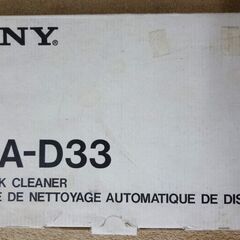 NY®
A-D33
K CLEANER
E DE NETTOYAGE AUTOMATIQUE DE DIS